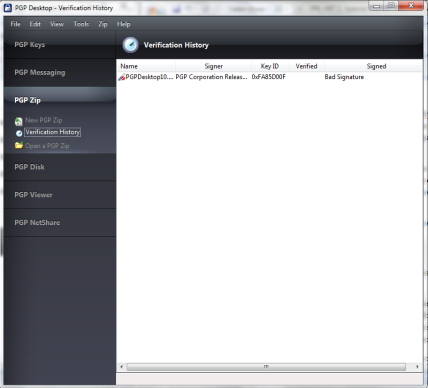 PGP Desktop - Verification History
File Edit View Tools Zip Help
PGP Keys
PGP Messaging
PGP Zip
New PGP Zip
Verification History
Open a PGP Zip
PGP Disk
PGP Viewer
PGP NetShare
Verification History
Name Signer Key ID Verified Signed
PGPDesktop10.... PGP Corporation Releas... 0xFA85D00F Bad Signature